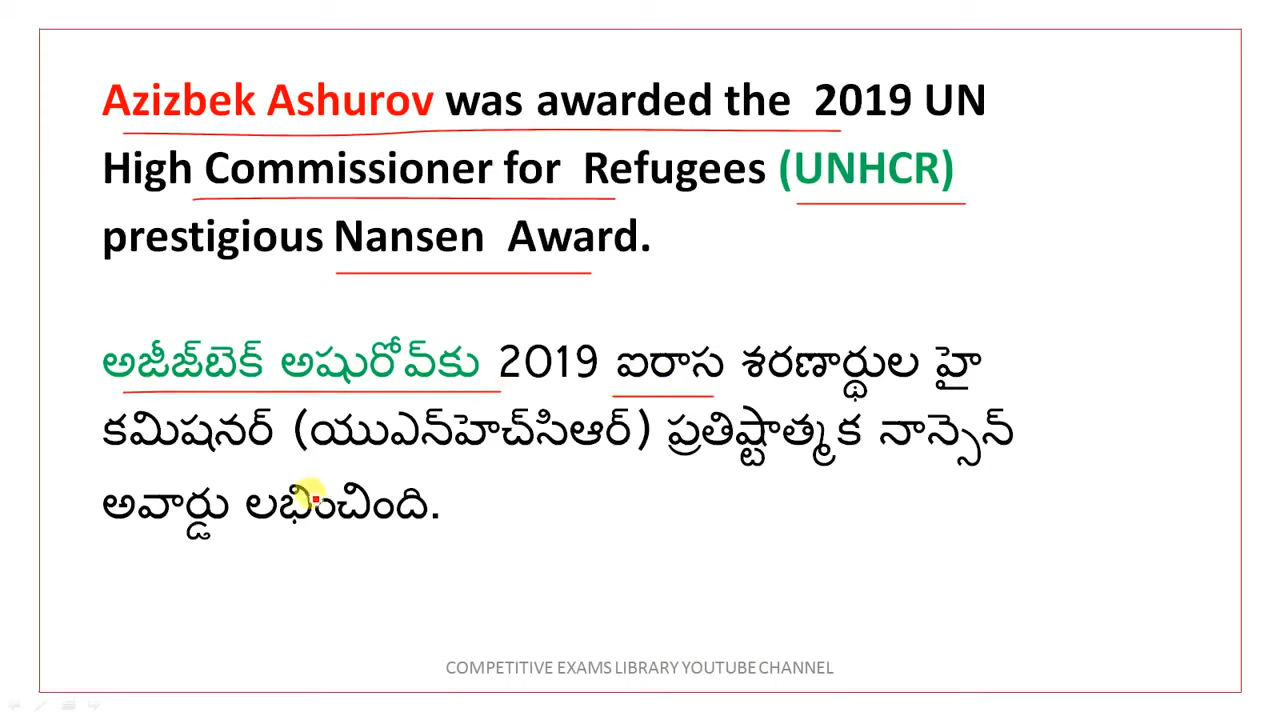 Azizbek Ashurov was awarded the 2019 UN
High Commissioner for Refugees (UNHCR)
prestigious Nansen Award.
అజీజ్‌బెక్ అషురోవ్‌కు 2019 ఐరాస శరణార్థుల హై
కమిషనర్ (యుఎన్‌హెచ్‌సిఆర్) ప్రతిష్టాత్మక నాన్సెన్
అవార్డు లభించింది.
COMPETITIVE EXAMS LIBRARY YOUTUBE CHANNEL